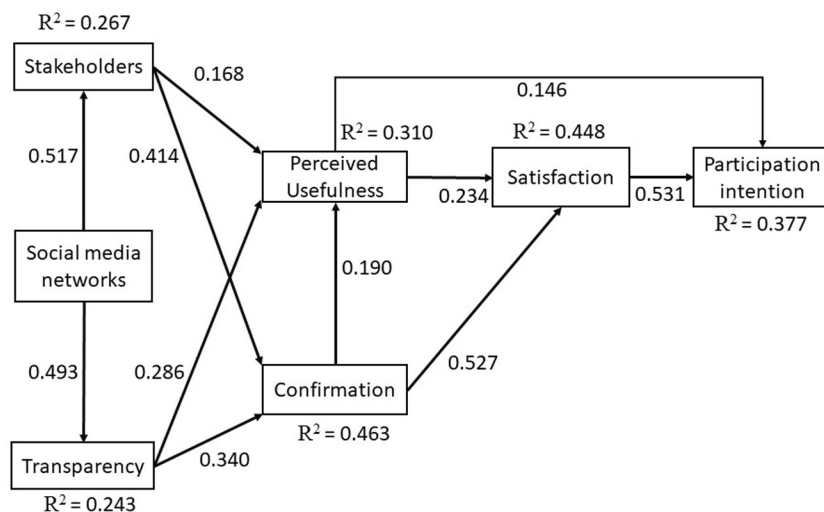 R² = 0.267
Stakeholders
0.168
0.146
0.517
0.414
R² = 0.310
R² = 0.448
Perceived
Usefulness
Satisfaction
Participation
intention
0.234
0.531
R² = 0.377
Social media
networks
0.190
0.493
0.286
0.527
Confirmation
R² = 0.463
Transparency
0.340
R² = 0.243